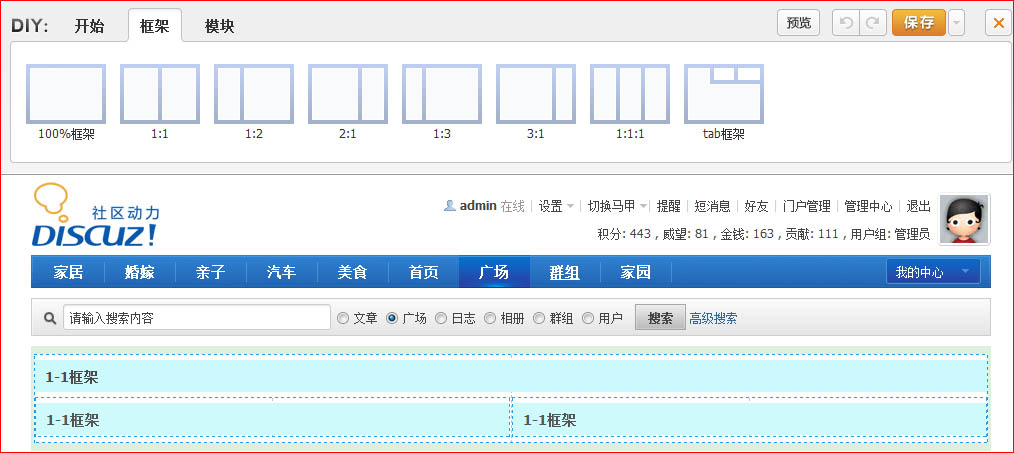 DIY: 开始 框架 模块 预览 保存
100%框架 1:1 1:2 2:1 1:3 3:1 1:1:1 tab框架
社区动力
DISCUZ!
admin 在线 | 设置 | 切换马甲 | 提醒 | 短消息 | 好友 | 门户管理 | 管理中心 | 退出
积分: 443 , 威望: 81 , 金钱: 163 , 贡献: 111 , 用户组: 管理员
家居 婚嫁 亲子 汽车 美食 首页 广场 群组 家园 我的中心
请输入搜索内容 文章 广场 日志 相册 群组 用户 搜索 高级搜索
1-1框架
1-1框架 1-1框架